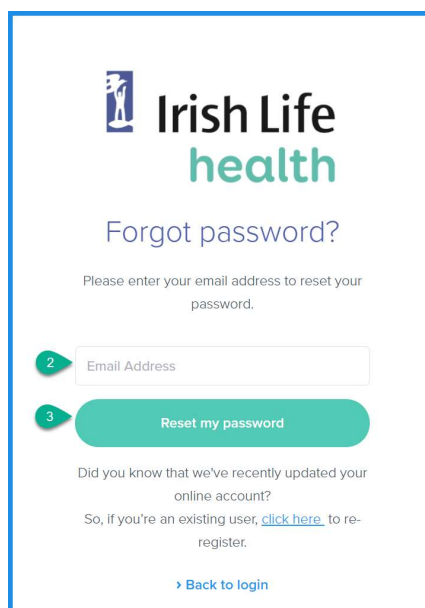 Irish Life
health
Forgot password?
Please enter your email address to reset your
password.
2
Email Address
3
Reset my password
Did you know that we've recently updated your
online account?
So, if you're an existing user, click here to re-
register.
› Back to login